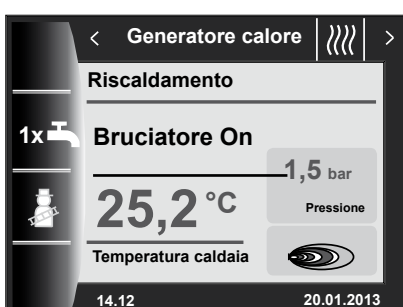 < Generatore calore >
Riscaldamento
1x
Bruciatore On
1,5 bar
Pressione
25,2 °C
Temperatura caldaia
14.12 20.01.2013